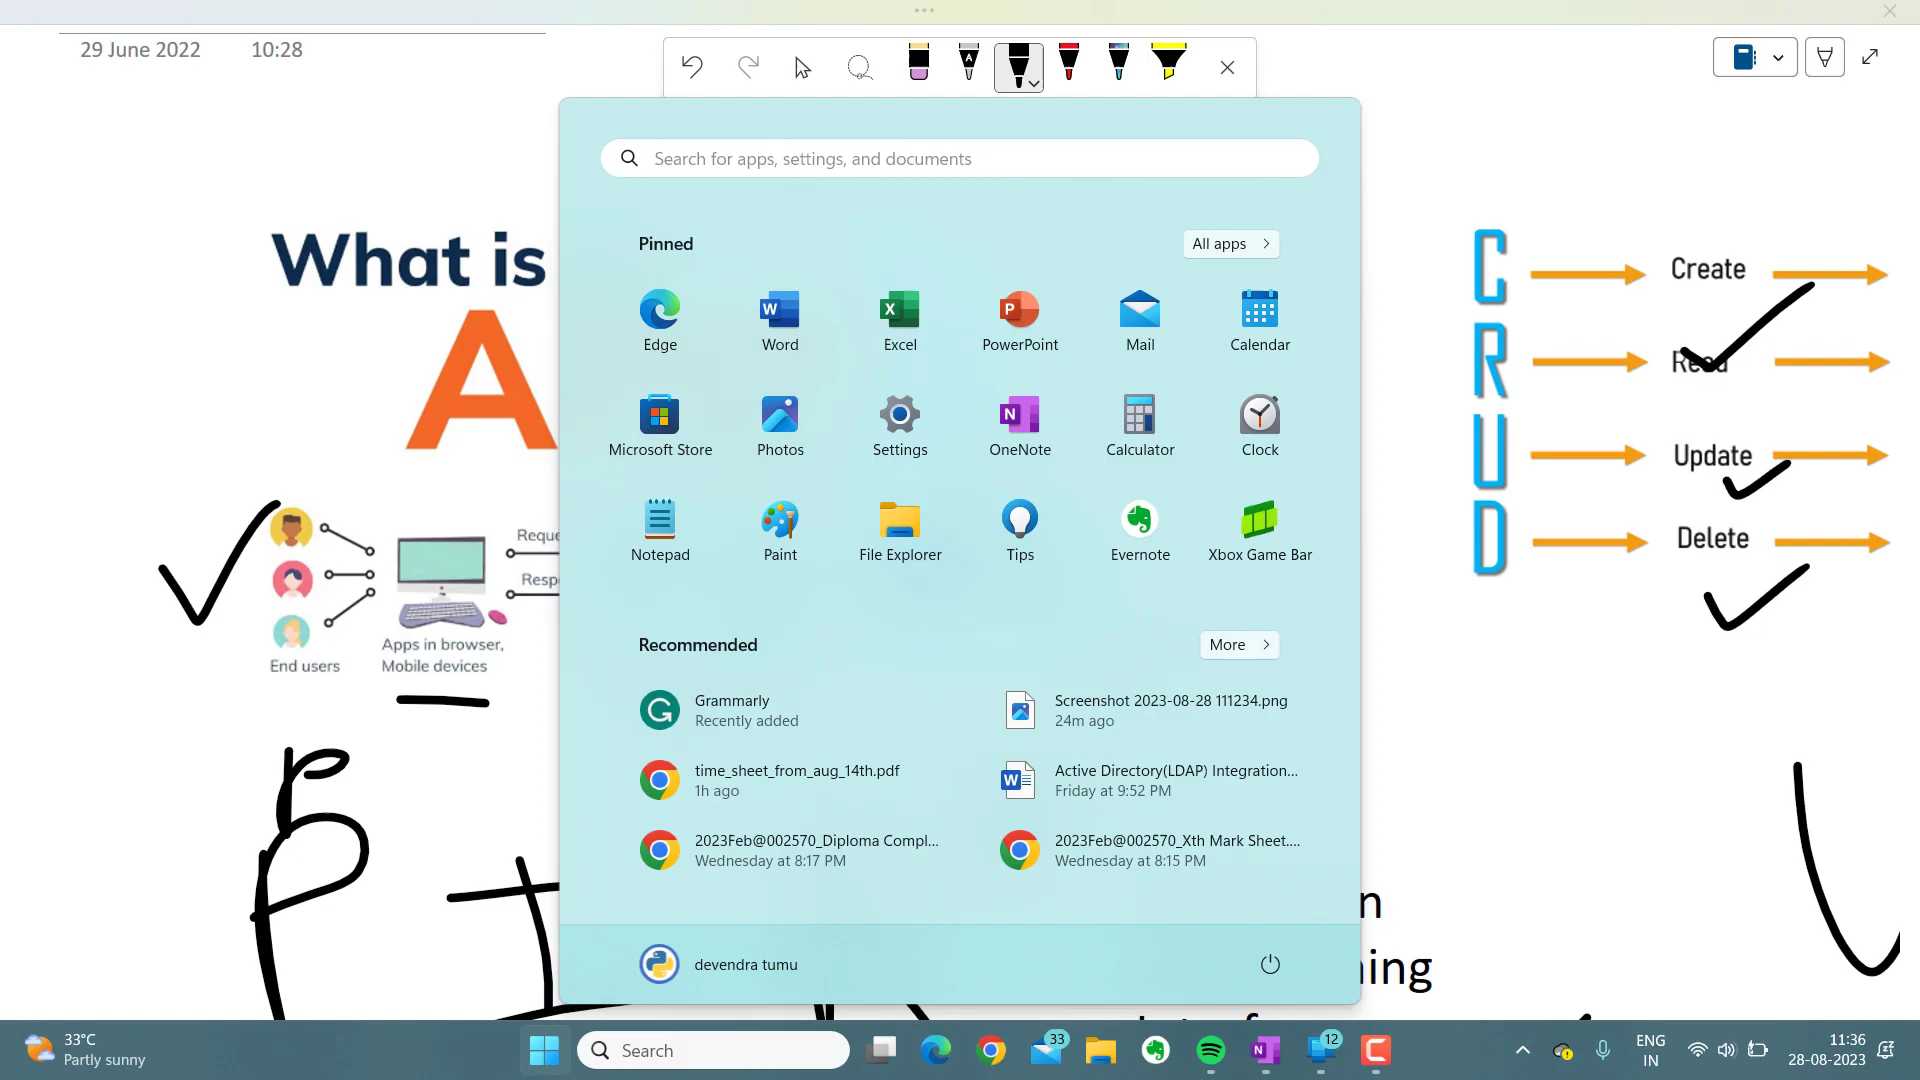 29 June 2022 10:28
Search for apps, settings, and documents
Pinned
All apps
Edge
Word
Excel
PowerPoint
Mail
Calendar
Microsoft Store
Photos
Settings
OneNote
Calculator
Clock
Notepad
Paint
File Explorer
Tips
Evernote
Xbox Game Bar
Recommended
More
Grammarly
Recently added
Screenshot 2023-08-28 111234.png
24m ago
time_sheet_from_aug_14th.pdf
1h ago
Active Directory(LDAP) Integration...
Friday at 9:52 PM
2023Feb@002570_Diploma Compl...
Wednesday at 8:17 PM
2023Feb@002570_Xth Mark Sheet....
Wednesday at 8:15 PM
devendra tumu
What is
A
Reque
Resp
Apps in browser,
Mobile devices
End users
C Create
R Read
U Update
D Delete
n
ning
33°C
Partly sunny
Search
33
12
ENG
IN
11:36
28-08-2023